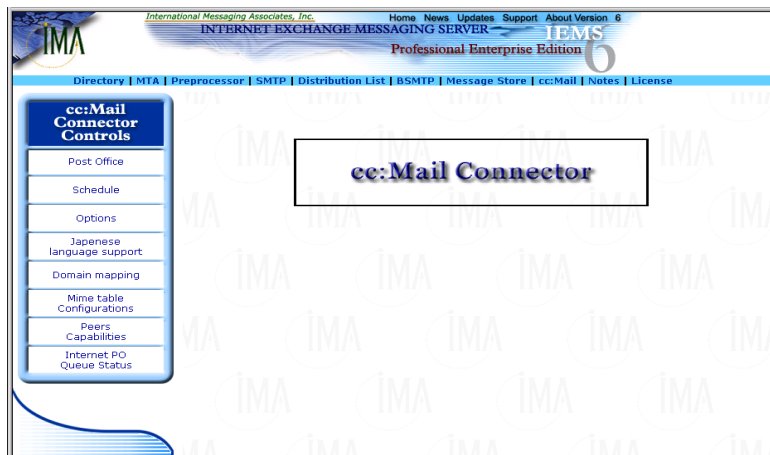 International Messaging Associates, Inc.
Home News Updates Support About Version 6
IMA
INTERNET EXCHANGE MESSAGING SERVER
IEMS
Professional Enterprise Edition
6
Directory | MTA | Preprocessor | SMTP | Distribution List | BSMTP | Message Store | cc:Mail | Notes | License
cc:Mail
Connector
Controls
Post Office
Schedule
Options
Japenese
language support
Domain mapping
Mime table
Configurations
Peers
Capabilities
Internet PO
Queue Status
cc:Mail Connector